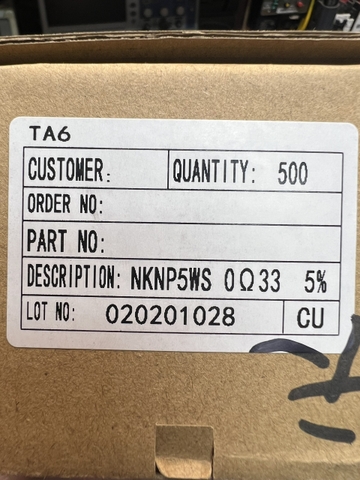 TA6
CUSTOMER: QUANTITY: 500
ORDER NO:
PART NO:
DESCRIPTION: NKNP5WS 0Ω33 5%
LOT NO: 020201028 CU